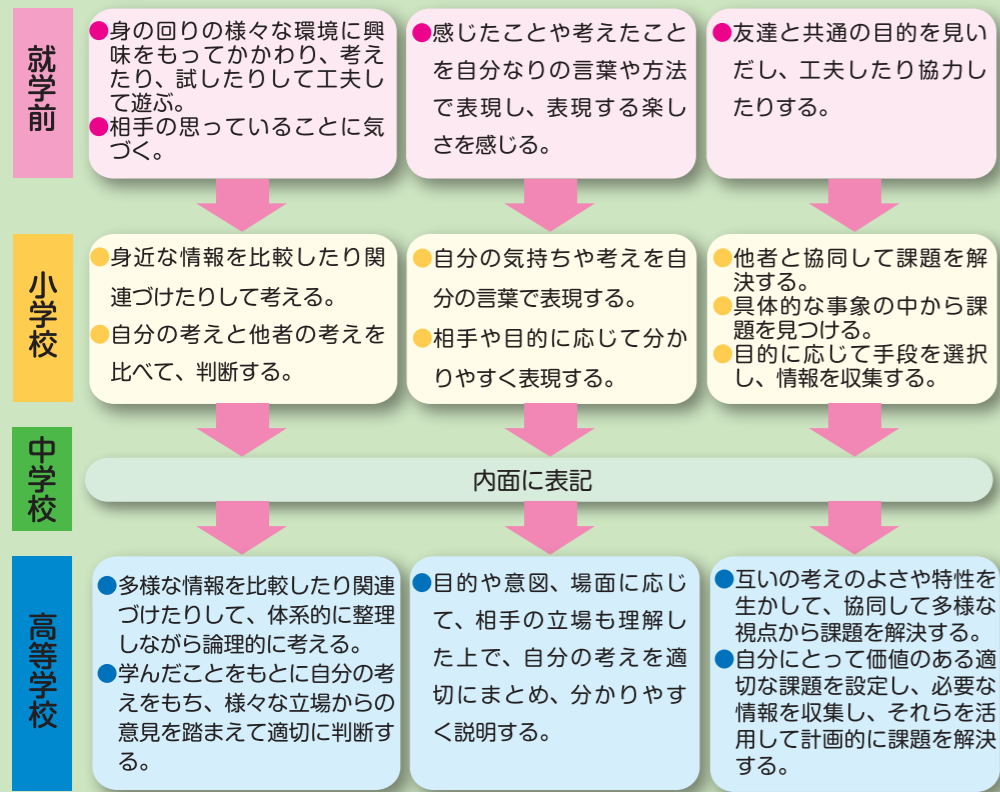 就学前
●身の回りの様々な環境に興
味をもってかかわり、考え
たり、試したりして工夫し
て遊ぶ。
●相手の思っていることに気
づく。
●感じたことや考えたこと
を自分なりの言葉や方法
で表現し、表現する楽し
さを感じる。
●友達と共通の目的を見い
だし、工夫したり協力し
たりする。
小学校
●身近な情報を比較したり関
連づけたりして考える。
●自分の考えと他者の考えを
比べて、判断する。
●自分の気持ちや考えを自
分の言葉で表現する。
●相手や目的に応じて分か
りやすく表現する。
●他者と協同して課題を解
決する。
●具体的な事象の中から課
題を見つける。
●目的に応じて手段を選択
し、情報を収集する。
中学校
内面に表記
高等学校
●多様な情報を比較したり関連
づけたりして、体系的に整理
しながら論理的に考える。
●学んだことをもとに自分の考
えをもち、様々な立場からの
意見を踏まえて適切に判断す
る。
●目的や意図、場面に応じ
て、相手の立場も理解し
た上で、自分の考えを適
切にまとめ、分かりやす
く説明する。
●互いの考えのよさや特性を
生かして、協同して多様な
視点から課題を解決する。
●自分にとって価値のある適
切な課題を設定し、必要な
情報を収集し、それらを活
用して計画的に課題を解決
する。